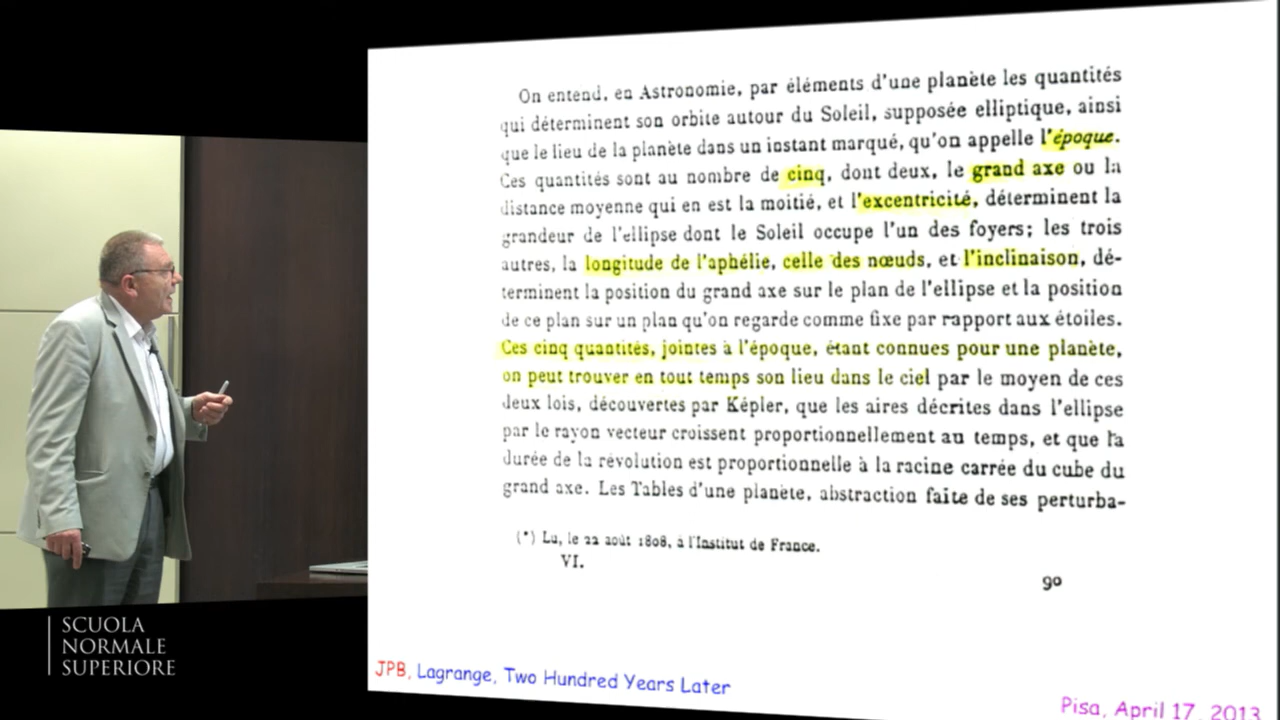 On entend, en Astronomie, par éléments d'une planète les quantités
qui déterminent son orbite autour du Soleil, supposée elliptique, ainsi
que le lieu de la planète dans un instant marqué, qu'on appelle l'époque.
Ces quantités sont au nombre de cinq, dont deux, le grand axe ou la
distance moyenne qui en est la moitié, et l'excentricité, déterminent la
grandeur de l'ellipse dont le Soleil occupe l'un des foyers; les trois
autres, la longitude de l'aphélie, celle des nœuds, et l'inclinaison, dé-
terminent la position du grand axe sur le plan de l'ellipse et la position
de ce plan sur un plan qu'on regarde comme fixe par rapport aux étoiles.
Ces cinq quantités, jointes à l'époque, étant connues pour une planète,
on peut trouver en tout temps son lieu dans le ciel par le moyen de ces
deux lois, découvertes par Képler, que les aires décrites dans l'ellipse
par le rayon vecteur croissent proportionnellement au temps, et que la
durée de la révolution est proportionnelle à la racine carrée du cube du
grand axe. Les Tables d'une planète, abstraction faite de ses perturba-
(*) Lu, le 22 août 1808, à l'Institut de France.
VI.
90
JPB, Lagrange, Two Hundred Years Later
Pisa, April 17, 2013
SCUOLA
NORMALE
SUPERIORE